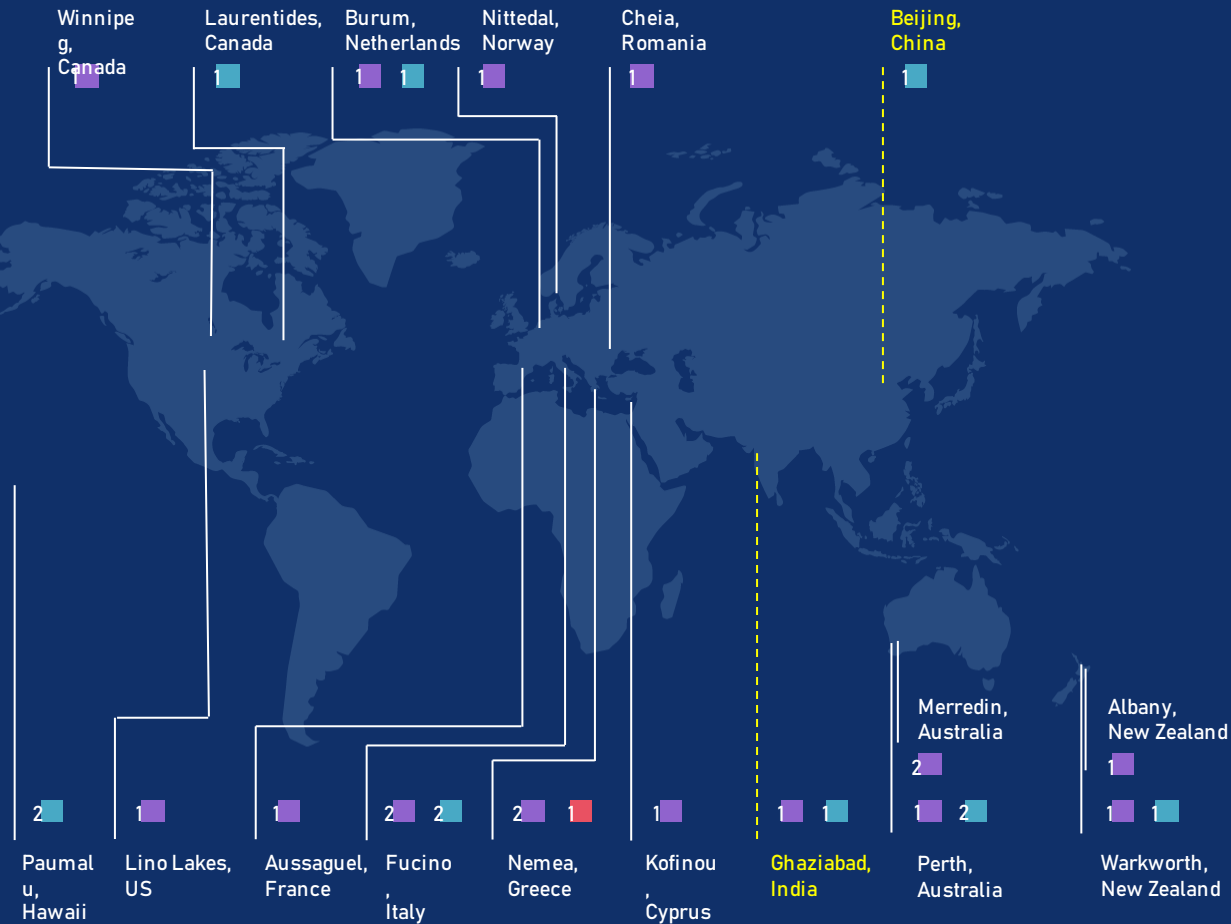 Winnipe
g,
Canada
1
Laurentides,
Canada
1
Burum,
Netherlands
1 1
Nittedal,
Norway
1
Cheia,
Romania
1
Beijing,
China
1
Merredin,
Australia
2
Albany,
New Zealand
1
2
Paumal
u,
Hawaii
1
Lino Lakes,
US
1
Aussaguel,
France
2 2
Fucino
,
Italy
2 1
Nemea,
Greece
1
Kofinou
,
Cyprus
1 1
Ghaziabad,
India
1 2
Perth,
Australia
1 1
Warkworth,
New Zealand